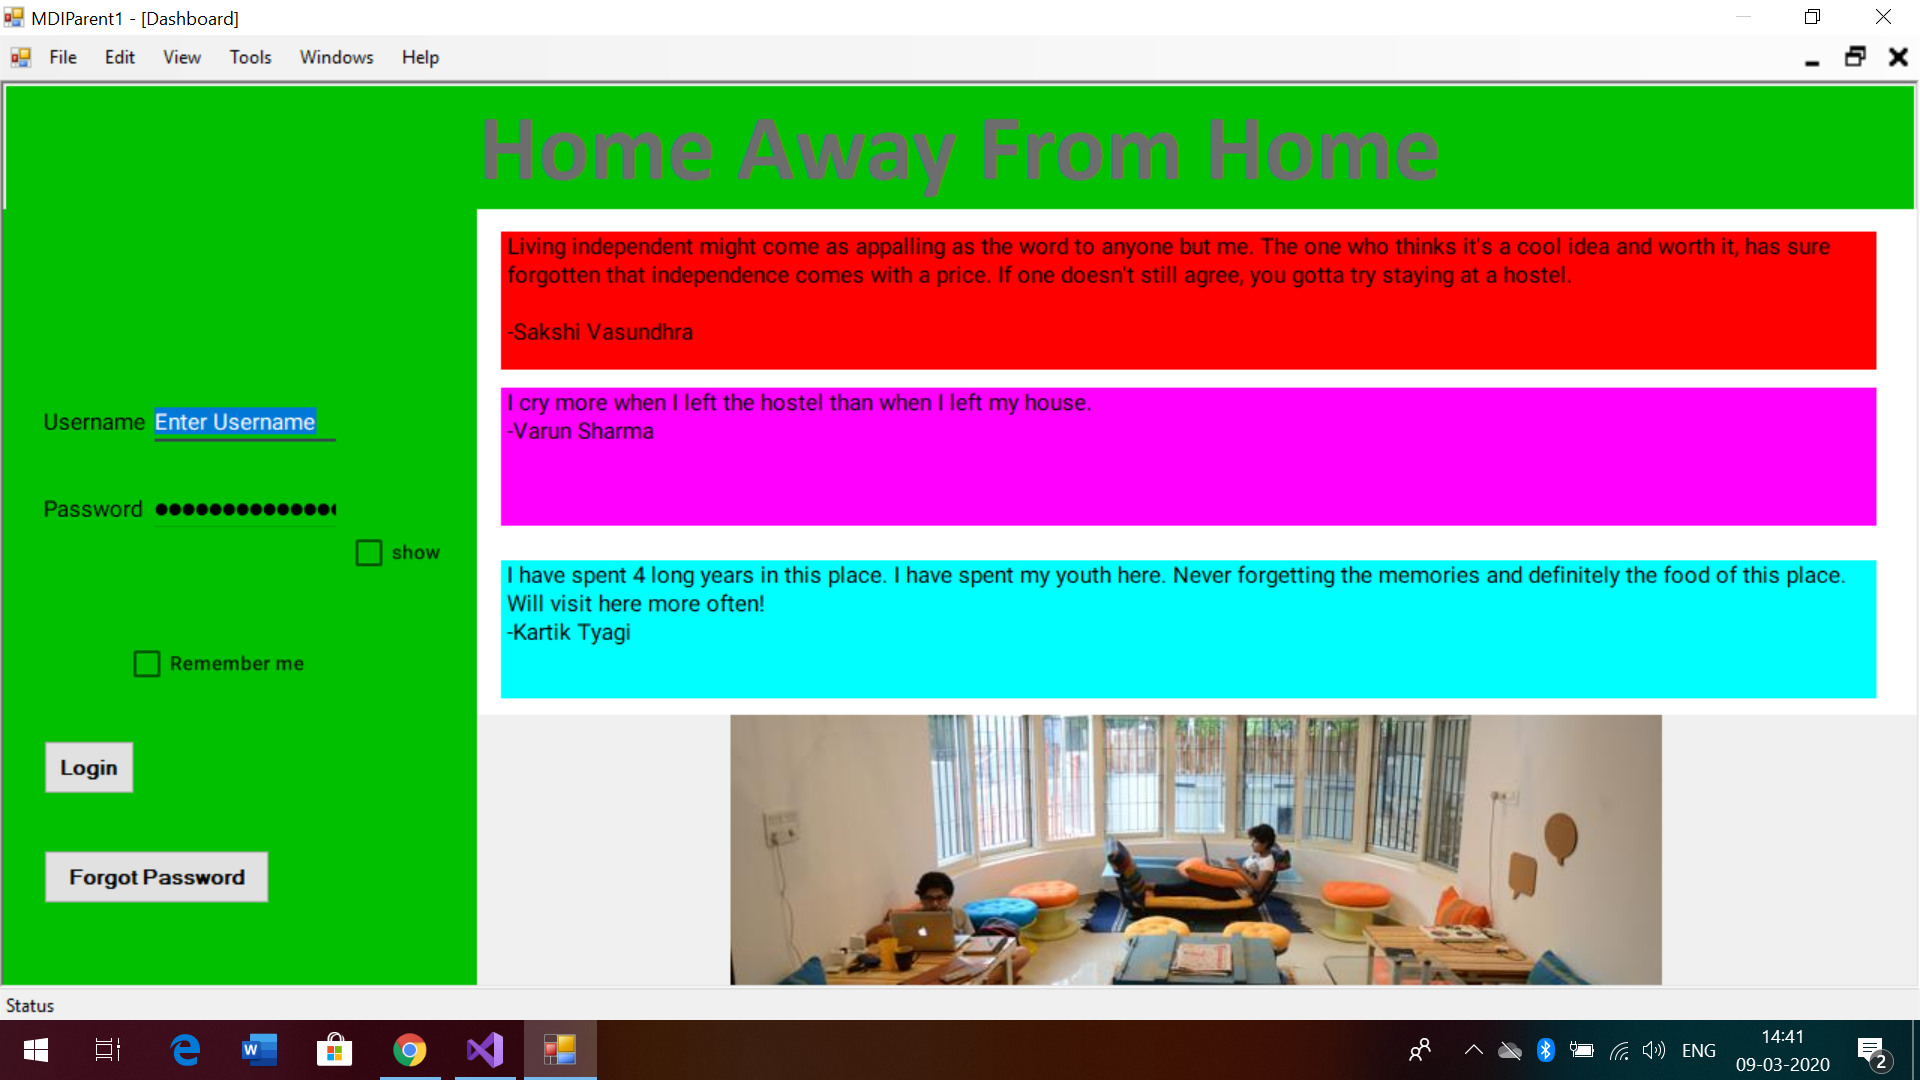 MDIParent1 - [Dashboard]
File Edit View Tools Windows Help
Home Away From Home
Living independent might come as appalling as the word to anyone but me. The one who thinks it's a cool idea and worth it, has sure
forgotten that independence comes with a price. If one doesn't still agree, you gotta try staying at a hostel.
-Sakshi Vasundhra
I cry more when I left the hostel than when I left my house.
-Varun Sharma
I have spent 4 long years in this place. I have spent my youth here. Never forgetting the memories and definitely the food of this place.
Will visit here more often!
-Kartik Tyagi
Username Enter Username
Password ●●●●●●●●●●●●●●
show
Remember me
Login
Forgot Password
Status
W
ENG
14:41
09-03-2020
2